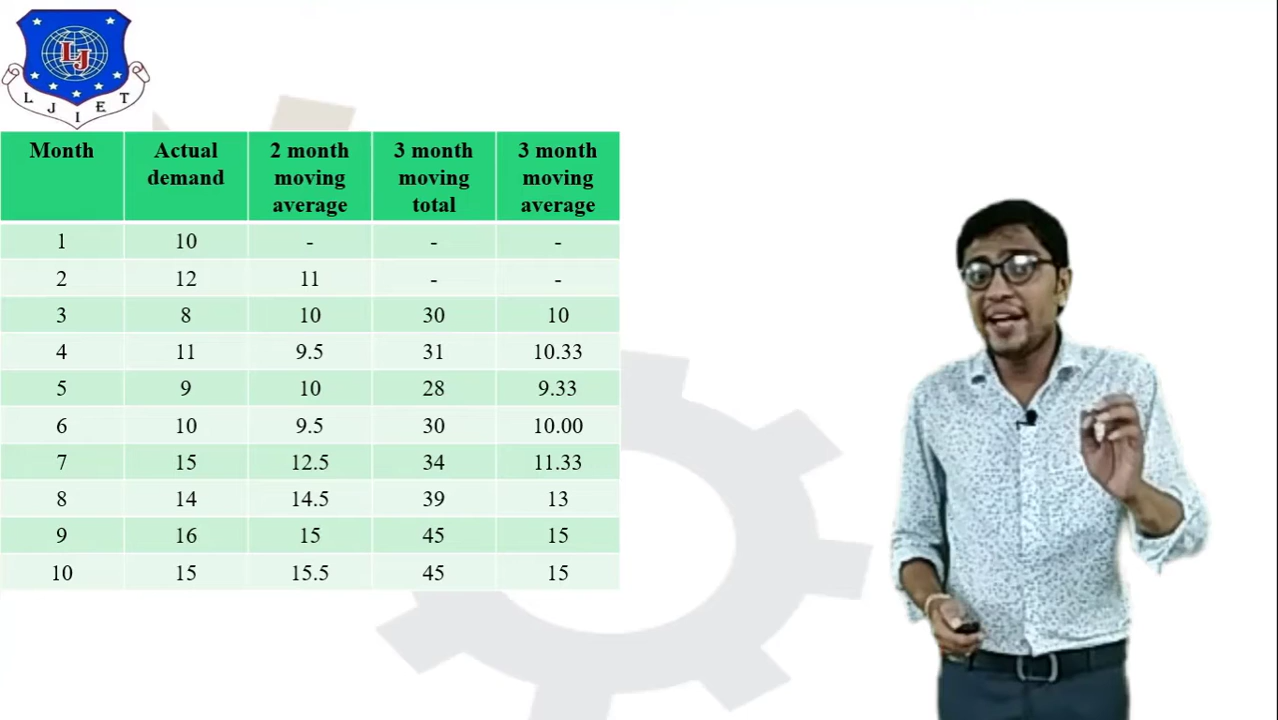 LJ
L J I E T
Month Actual demand 2 month moving average 3 month moving total 3 month moving average
1 10 - - -
2 12 11 - -
3 8 10 30 10
4 11 9.5 31 10.33
5 9 10 28 9.33
6 10 9.5 30 10.00
7 15 12.5 34 11.33
8 14 14.5 39 13
9 16 15 45 15
10 15 15.5 45 15